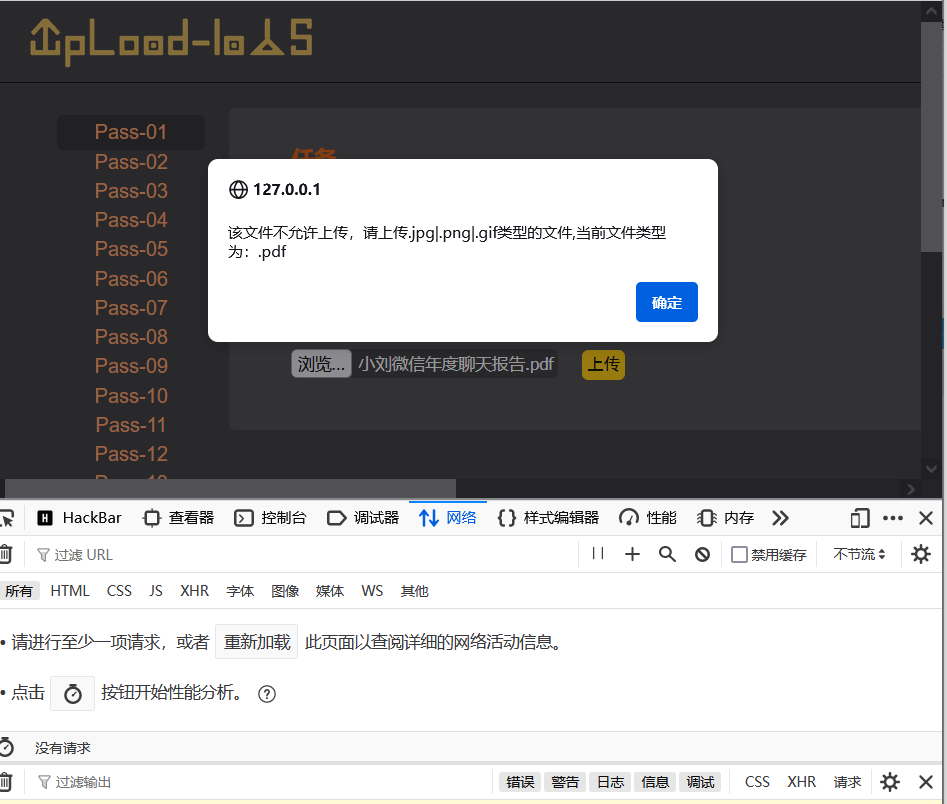 UpLoad-labs
Pass-01
Pass-02
Pass-03
Pass-04
Pass-05
Pass-06
Pass-07
Pass-08
Pass-09
Pass-10
Pass-11
Pass-12
任务
127.0.0.1
该文件不允许上传，请上传.jpg|.png|.gif类型的文件,当前文件类型
为：.pdf
确定
浏览... 小刘微信年度聊天报告.pdf 上传
HackBar 查看器 控制台 调试器 网络 样式编辑器 性能 内存
过滤 URL 禁用缓存 不节流
所有 HTML CSS JS XHR 字体 图像 媒体 WS 其他
• 请进行至少一项请求，或者 重新加载 此页面以查阅详细的网络活动信息。
• 点击 按钮开始性能分析。
没有请求
过滤输出 错误 警告 日志 信息 调试 CSS XHR 请求